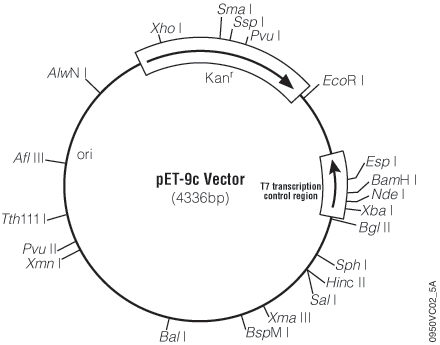 Sma I
Ssp I
Pvu I
Xho I
Kanr
EcoR I
AlwN I
ori
Afl III
pET-9c Vector
(4336bp)
T7 transcription
control region
Esp I
BamH I
Nde I
Xba I
Bgl II
Tth111 I
Pvu II
Xmn I
Sph I
Hinc II
Sal I
Xma III
BspM I
Bal I
0950VC02_5A